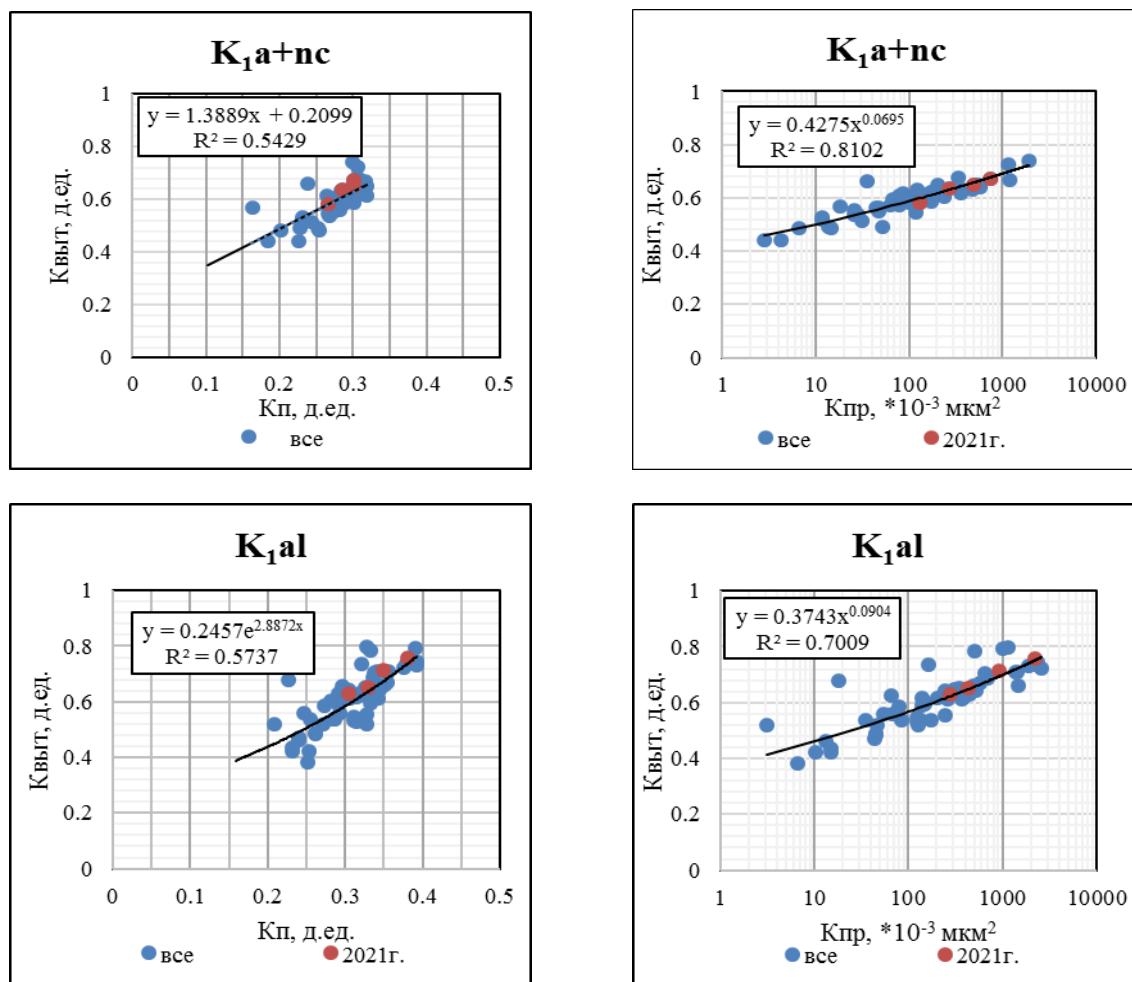 K₁a+nc
y = 1.3889x + 0.2099
R² = 0.5429
Квыт, д.ед.
1
0.8
0.6
0.4
0.2
0
0 0.1 0.2 0.3 0.4 0.5
Кп, д.ед.
все
K₁a+nc
y = 0.4275x^0.0695
R² = 0.8102
Квыт, д.ед.
1
0.8
0.6
0.4
0.2
0
1 10 100 1000 10000
Кпр, *10⁻³ мкм²
все 2021г.
K₁al
y = 0.2457e^2.8872x
R² = 0.5737
Квыт, д.ед.
1
0.8
0.6
0.4
0.2
0
0 0.1 0.2 0.3 0.4 0.5
Кп, д.ед.
все 2021г.
K₁al
y = 0.3743x^0.0904
R² = 0.7009
Квыт, д.ед.
1
0.8
0.6
0.4
0.2
0
1 10 100 1000 10000
Кпр, *10⁻³ мкм²
все 2021г.